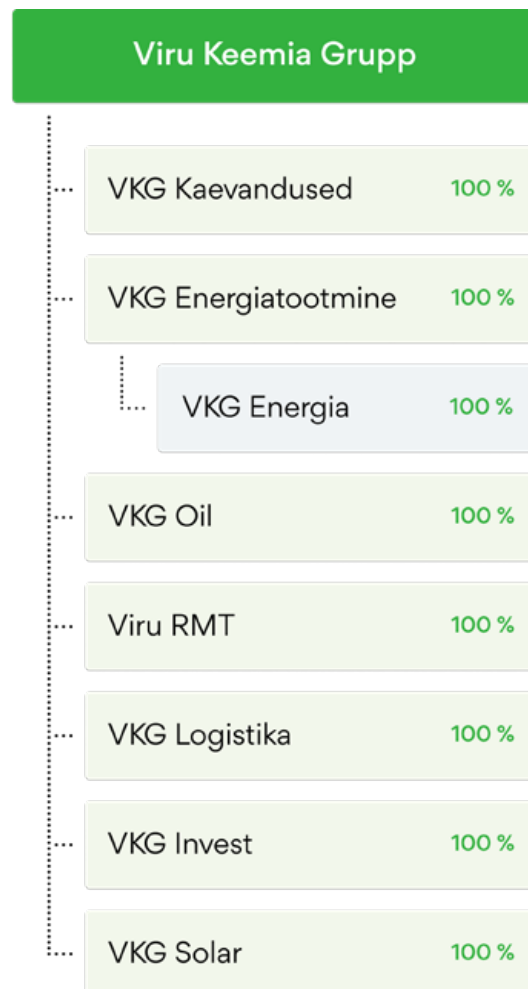 Viru Keemia Grupp
VKG Kaevandused 100 %
VKG Energiatootmine 100 %
VKG Energia 100 %
VKG Oil 100 %
Viru RMT 100 %
VKG Logistika 100 %
VKG Invest 100 %
VKG Solar 100 %